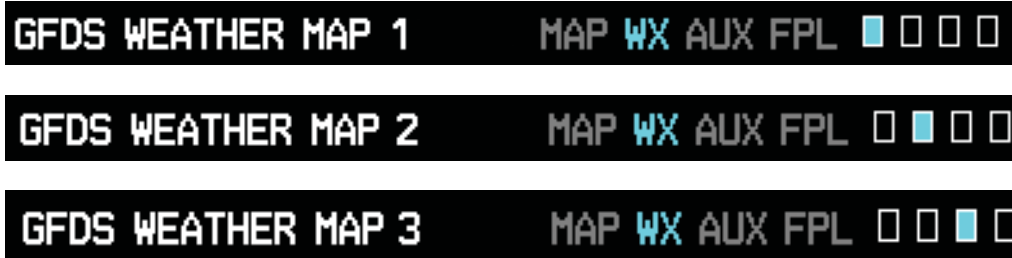 GFDS WEATHER MAP 1 MAP WX AUX FPL
GFDS WEATHER MAP 2 MAP WX AUX FPL
GFDS WEATHER MAP 3 MAP WX AUX FPL